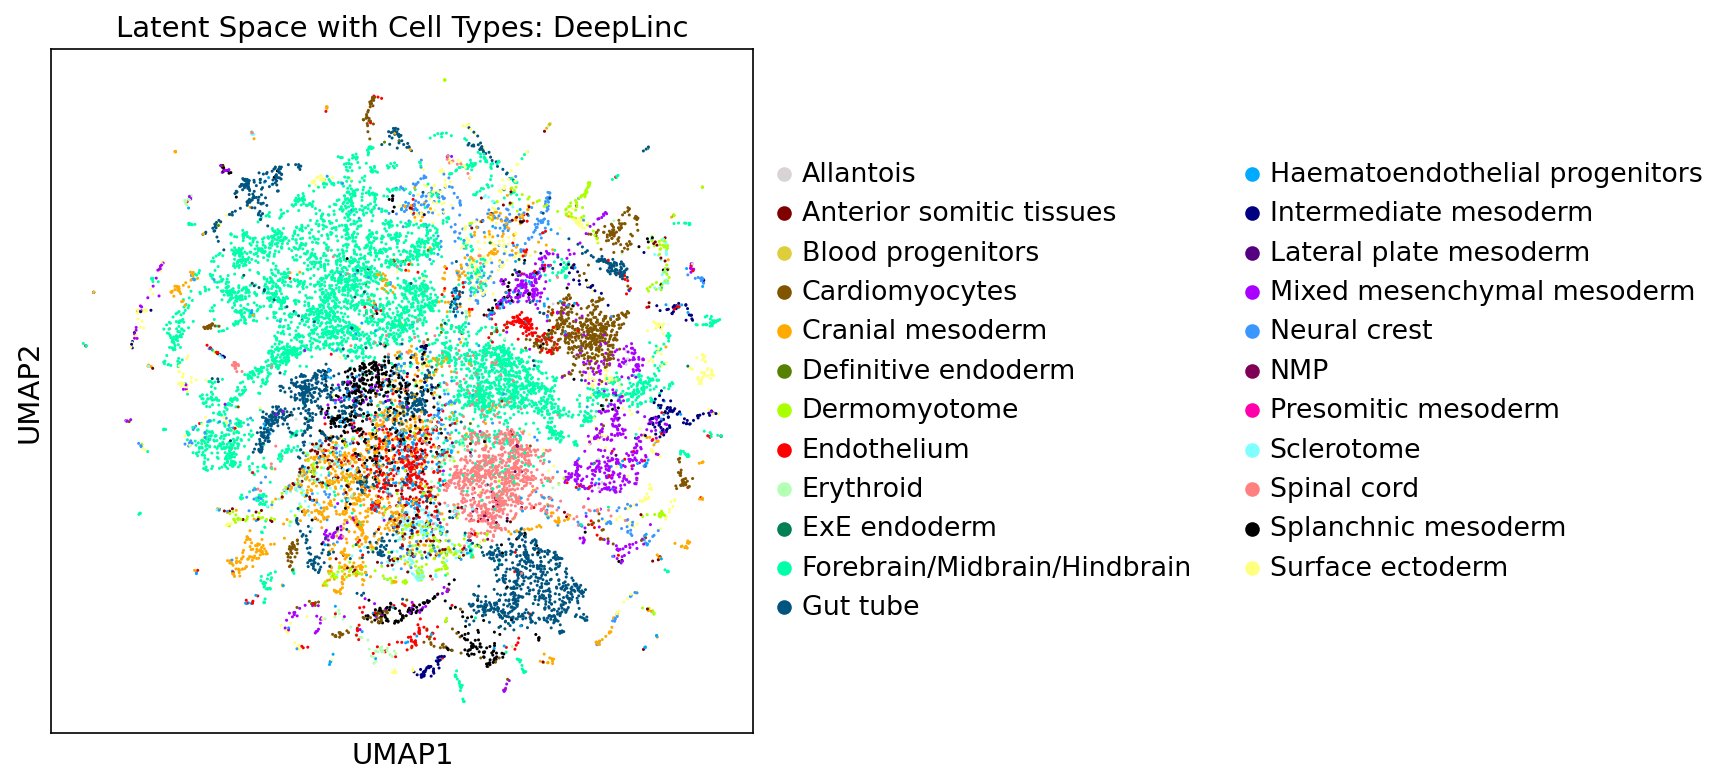 Latent Space with Cell Types: DeepLinc
UMAP2
UMAP1
Allantois
Anterior somitic tissues
Blood progenitors
Cardiomyocytes
Cranial mesoderm
Definitive endoderm
Dermomyotome
Endothelium
Erythroid
ExE endoderm
Forebrain/Midbrain/Hindbrain
Gut tube
Haematoendothelial progenitors
Intermediate mesoderm
Lateral plate mesoderm
Mixed mesenchymal mesoderm
Neural crest
NMP
Presomitic mesoderm
Sclerotome
Spinal cord
Splanchnic mesoderm
Surface ectoderm